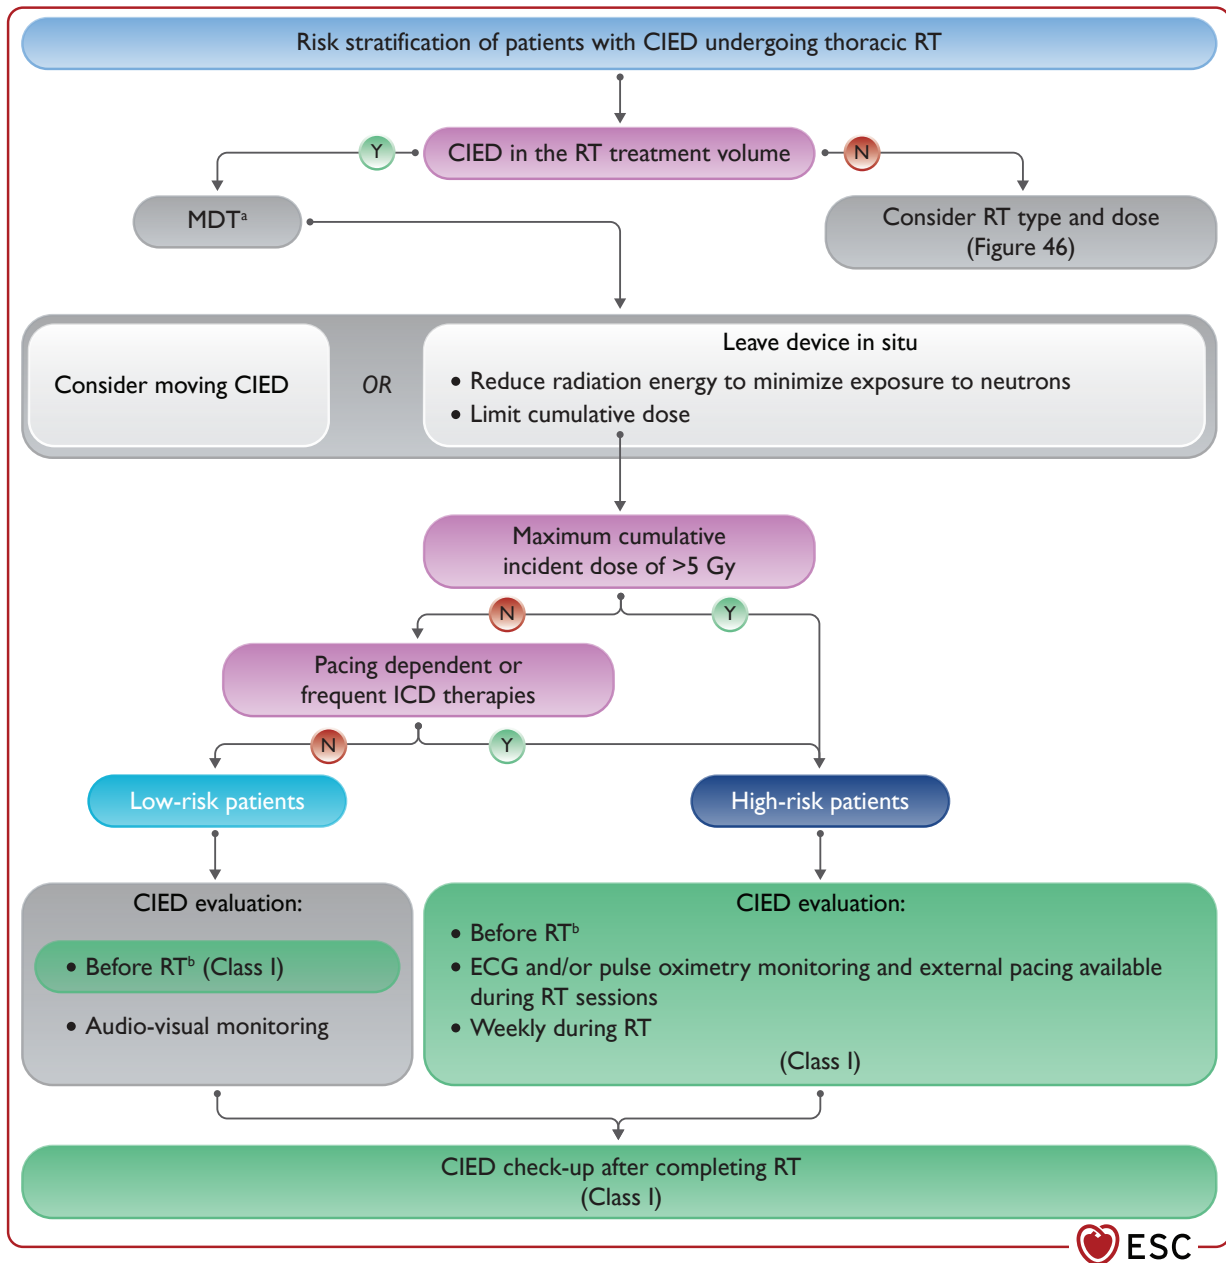 Risk stratification of patients with CIED undergoing thoracic RT
Y
CIED in the RT treatment volume
N
MDTᵃ
Consider RT type and dose
(Figure 46)
Consider moving CIED
OR
Leave device in situ
• Reduce radiation energy to minimize exposure to neutrons
• Limit cumulative dose
Maximum cumulative
incident dose of >5 Gy
N
Y
Pacing dependent or
frequent ICD therapies
N
Y
Low-risk patients
High-risk patients
CIED evaluation:
• Before RTᵇ (Class I)
• Audio-visual monitoring
CIED evaluation:
• Before RTᵇ
• ECG and/or pulse oximetry monitoring and external pacing available
during RT sessions
• Weekly during RT
(Class I)
CIED check-up after completing RT
(Class I)
ESC